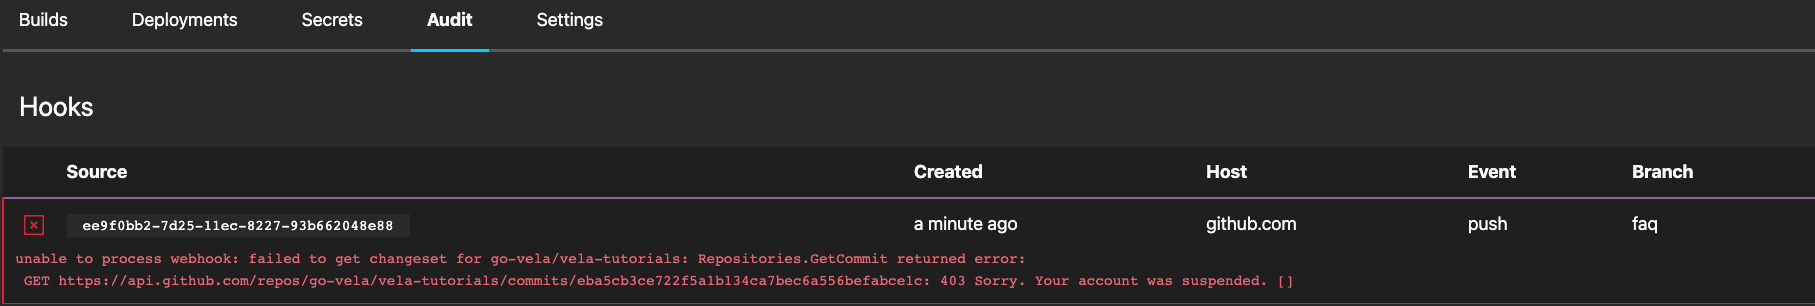 Builds Deployments Secrets Audit Settings
Hooks
Source Created Host Event Branch
ee9f0bb2-7d25-11ec-8227-93b662048e88 a minute ago github.com push faq
unable to process webhook: failed to get changeset for go-vela/vela-tutorials: Repositories.GetCommit returned error:
GET https://api.github.com/repos/go-vela/vela-tutorials/commits/eba5cb3ce722f5a1b134ca7bec6a556befabce1c: 403 Sorry. Your account was suspended. []